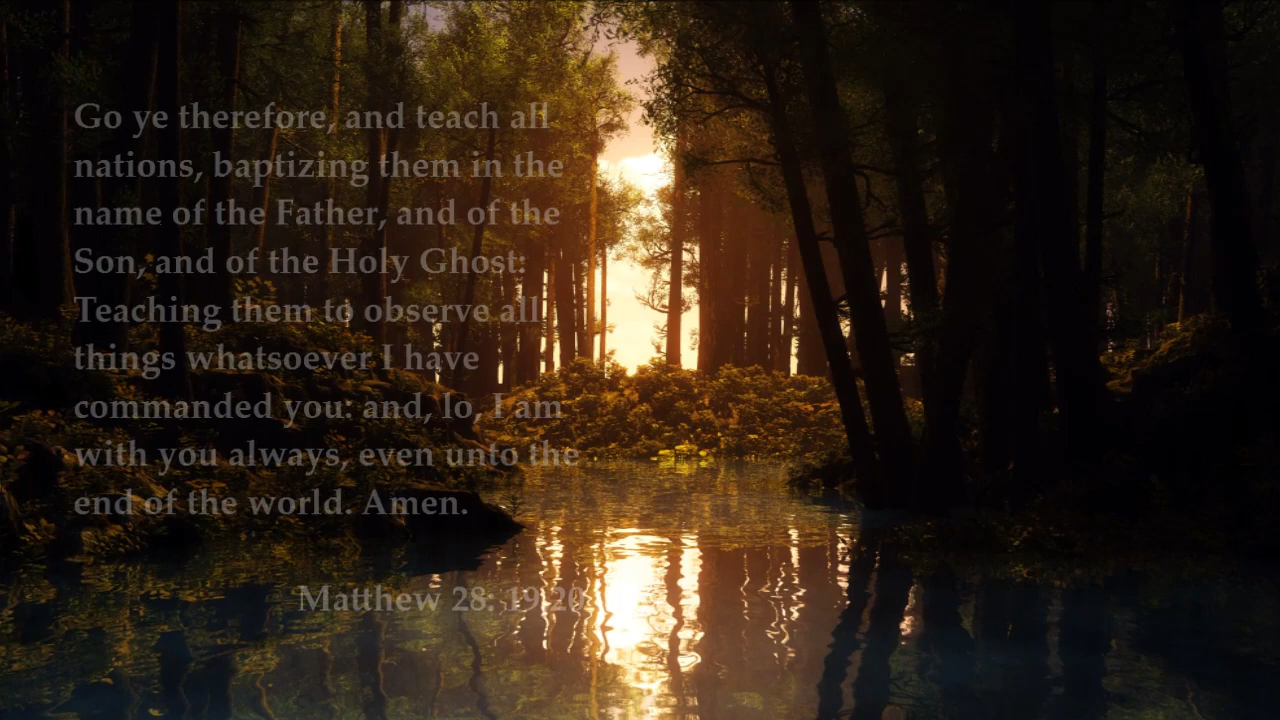 Go ye therefore, and teach all
nations, baptizing them in the
name of the Father, and of the
Son, and of the Holy Ghost:
Teaching them to observe all
things whatsoever I have
commanded you: and, lo, I am
with you always, even unto the
end of the world. Amen.
Matthew 28: 19-20